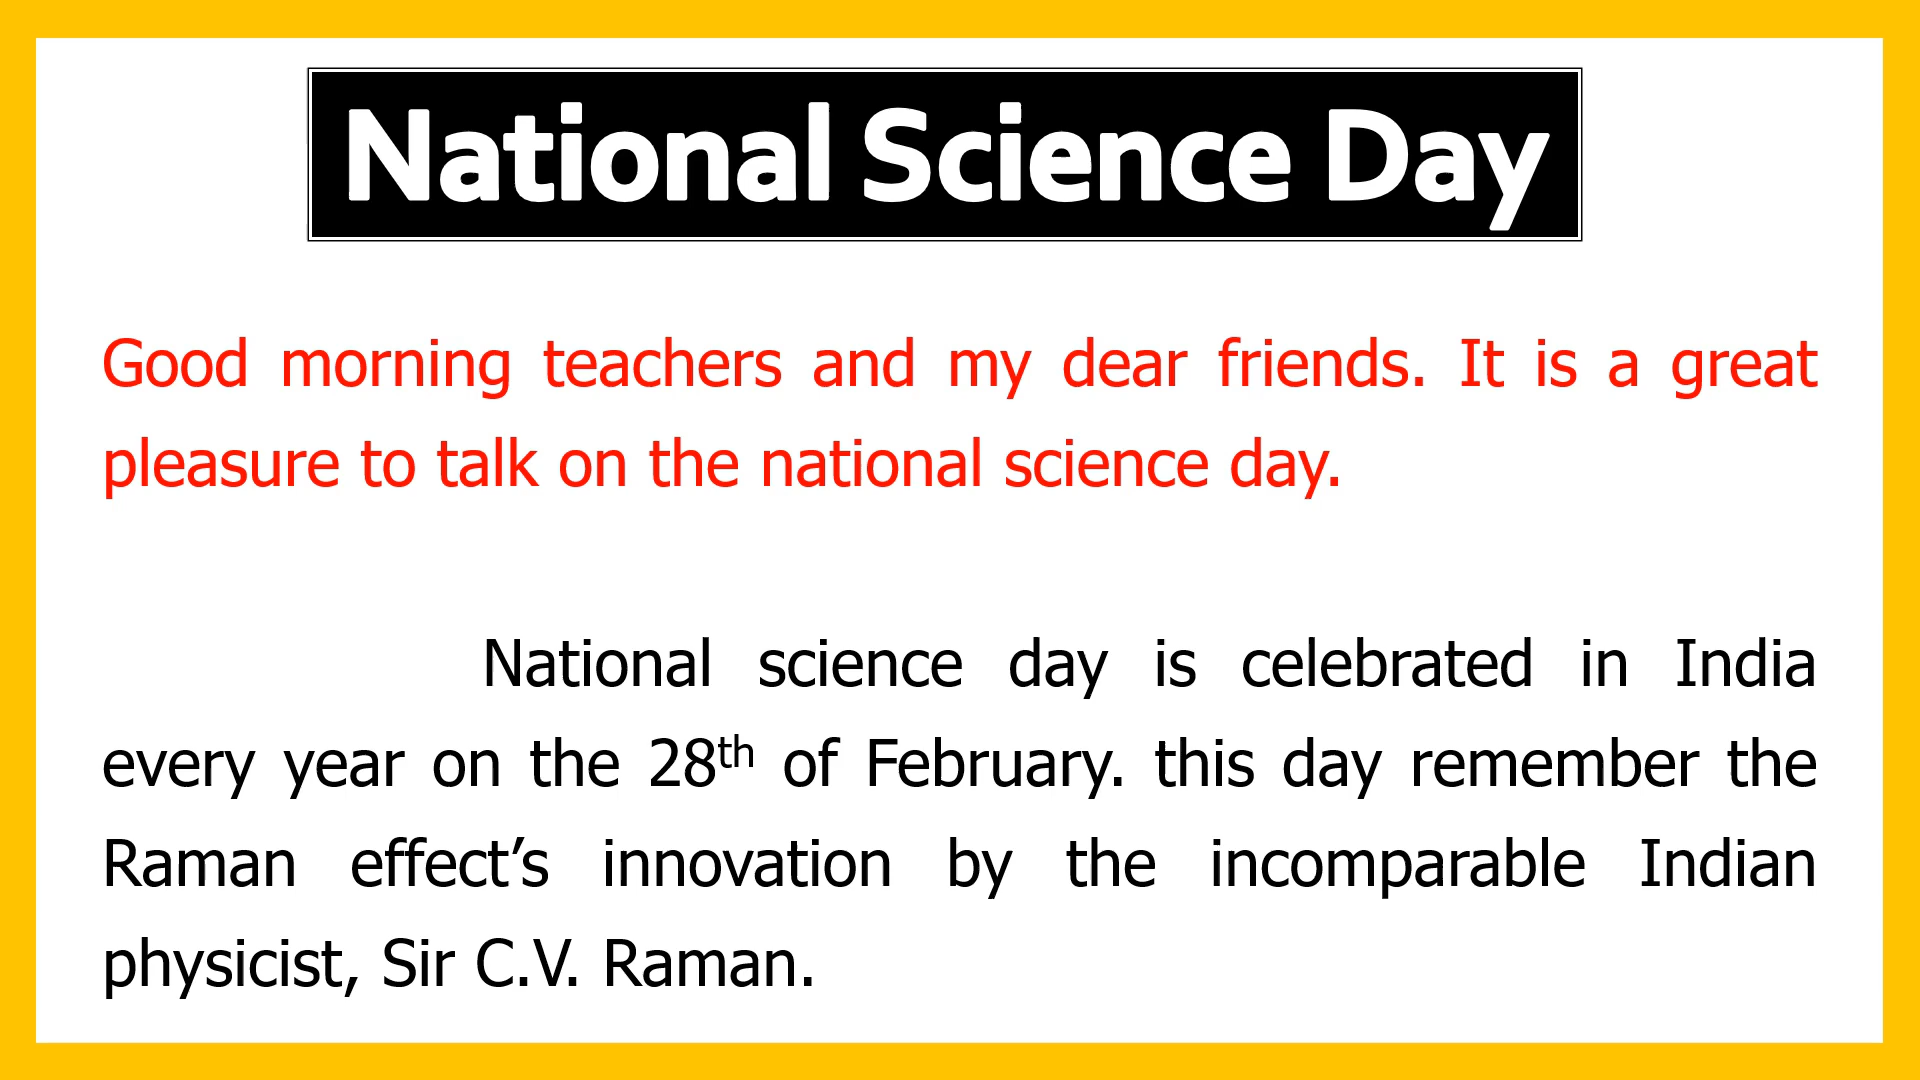 National Science Day
Good morning teachers and my dear friends. It is a great
pleasure to talk on the national science day.
National science day is celebrated in India
every year on the 28th of February. this day remember the
Raman effect’s innovation by the incomparable Indian
physicist, Sir C.V. Raman.